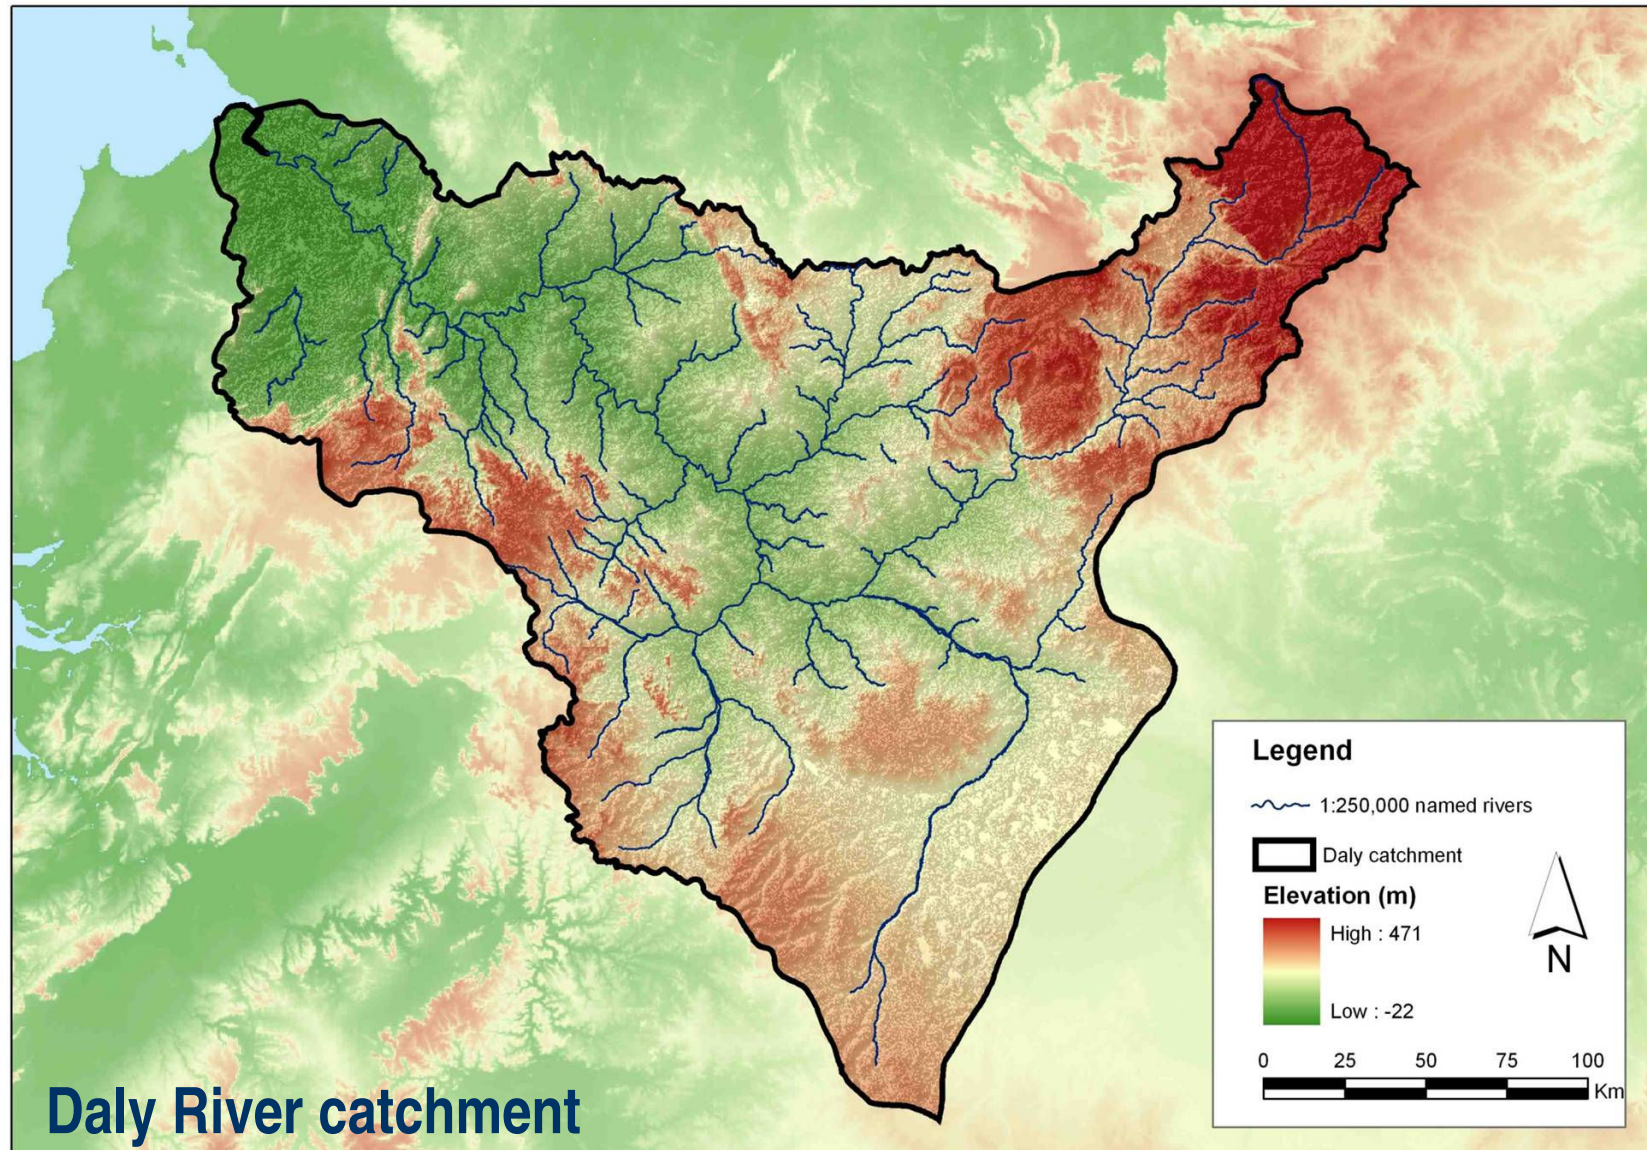 Legend
1:250,000 named rivers
Daly catchment
Elevation (m)
High : 471
Low : -22
N
0 25 50 75 100
Km
Daly River catchment